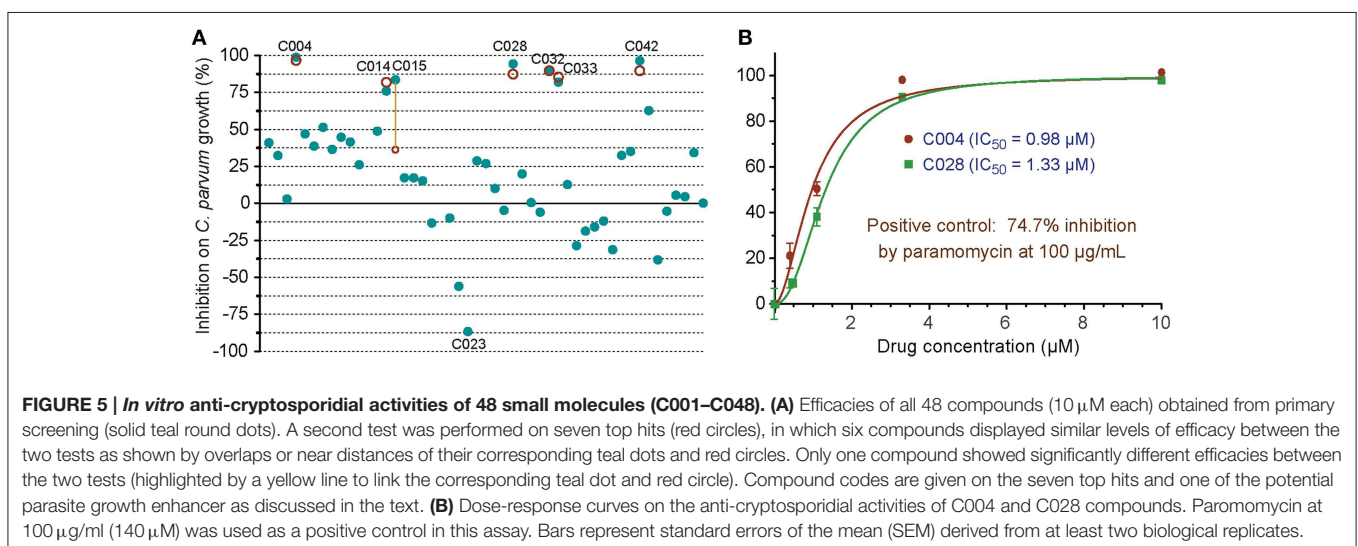 A
C004
C028
C042
C014 C015
C032
C033
Inhibition on C. parvum growth (%)
100
75
50
25
0
-25
-50
-75
-100
C023
B
100
80
60
40
20
0
C004 (IC50 = 0.98 µM)
C028 (IC50 = 1.33 µM)
Positive control: 74.7% inhibition
by paramomycin at 100 µg/mL
2
4
6
8
10
Drug concentration (µM)
FIGURE 5 | In vitro anti-cryptosporidial activities of 48 small molecules (C001–C048). (A) Efficacies of all 48 compounds (10 µM each) obtained from primary
screening (solid teal round dots). A second test was performed on seven top hits (red circles), in which six compounds displayed similar levels of efficacy between the
two tests as shown by overlaps or near distances of their corresponding teal dots and red circles. Only one compound showed significantly different efficacies between
the two tests (highlighted by a yellow line to link the corresponding teal dot and red circle). Compound codes are given on the seven top hits and one of the potential
parasite growth enhancer as discussed in the text. (B) Dose-response curves on the anti-cryptosporidial activities of C004 and C028 compounds. Paromomycin at
100 µg/ml (140 µM) was used as a positive control in this assay. Bars represent standard errors of the mean (SEM) derived from at least two biological replicates.